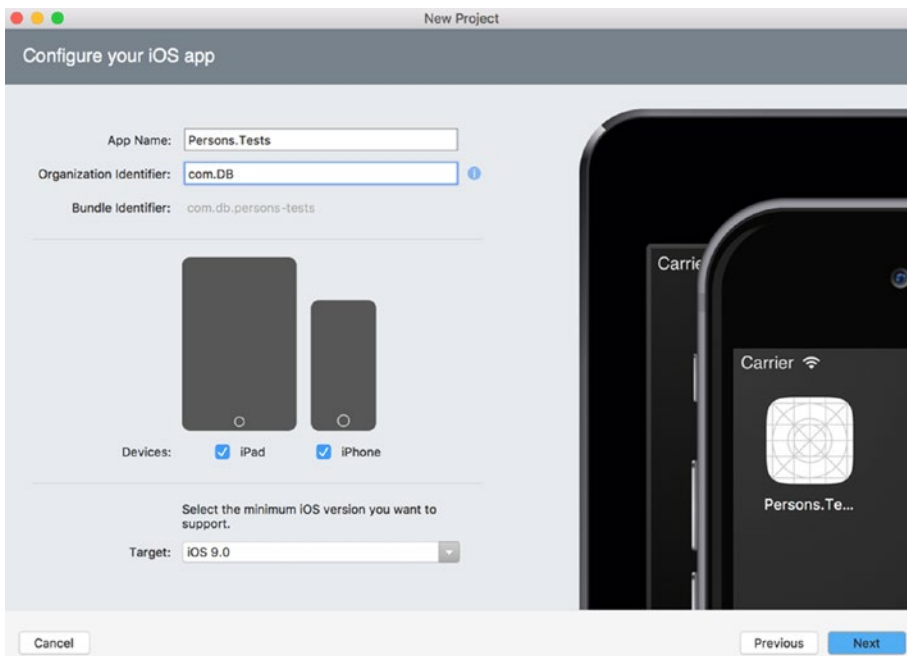 New Project
Configure your iOS app
App Name: Persons.Tests
Organization Identifier: com.DB
Bundle Identifier: com.db.persons-tests
Devices: iPad iPhone
Select the minimum iOS version you want to
support.
Target: iOS 9.0
Carrie
Carrier
Persons.Te...
Cancel Previous Next